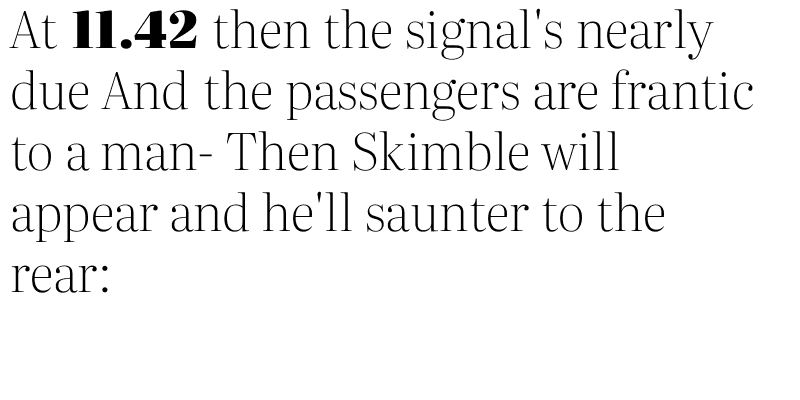 At 11.42 then the signal's nearly
due And the passengers are frantic
to a man- Then Skimble will
appear and he'll saunter to the
rear: